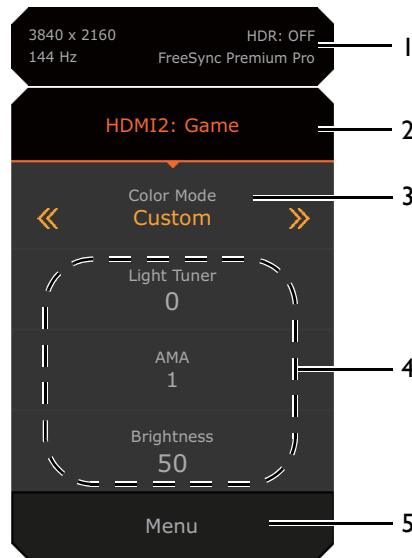 3840 x 2160 HDR: OFF
144 Hz FreeSync Premium Pro
1
HDMI2: Game
2
Color Mode
3
« Custom »
Light Tuner
0
AMA
1
4
Brightness
50
Menu
5